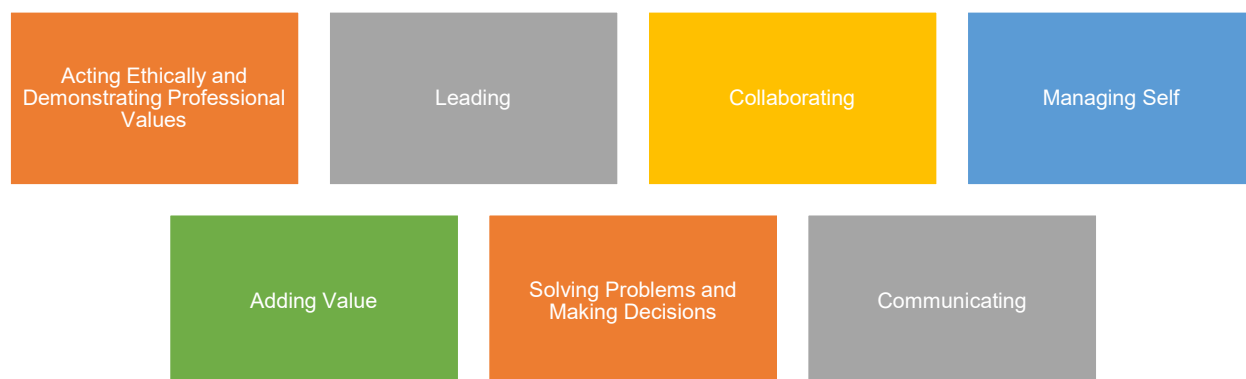 Acting Ethically and
Demonstrating Professional
Values
Leading
Collaborating
Managing Self
Adding Value
Solving Problems and
Making Decisions
Communicating